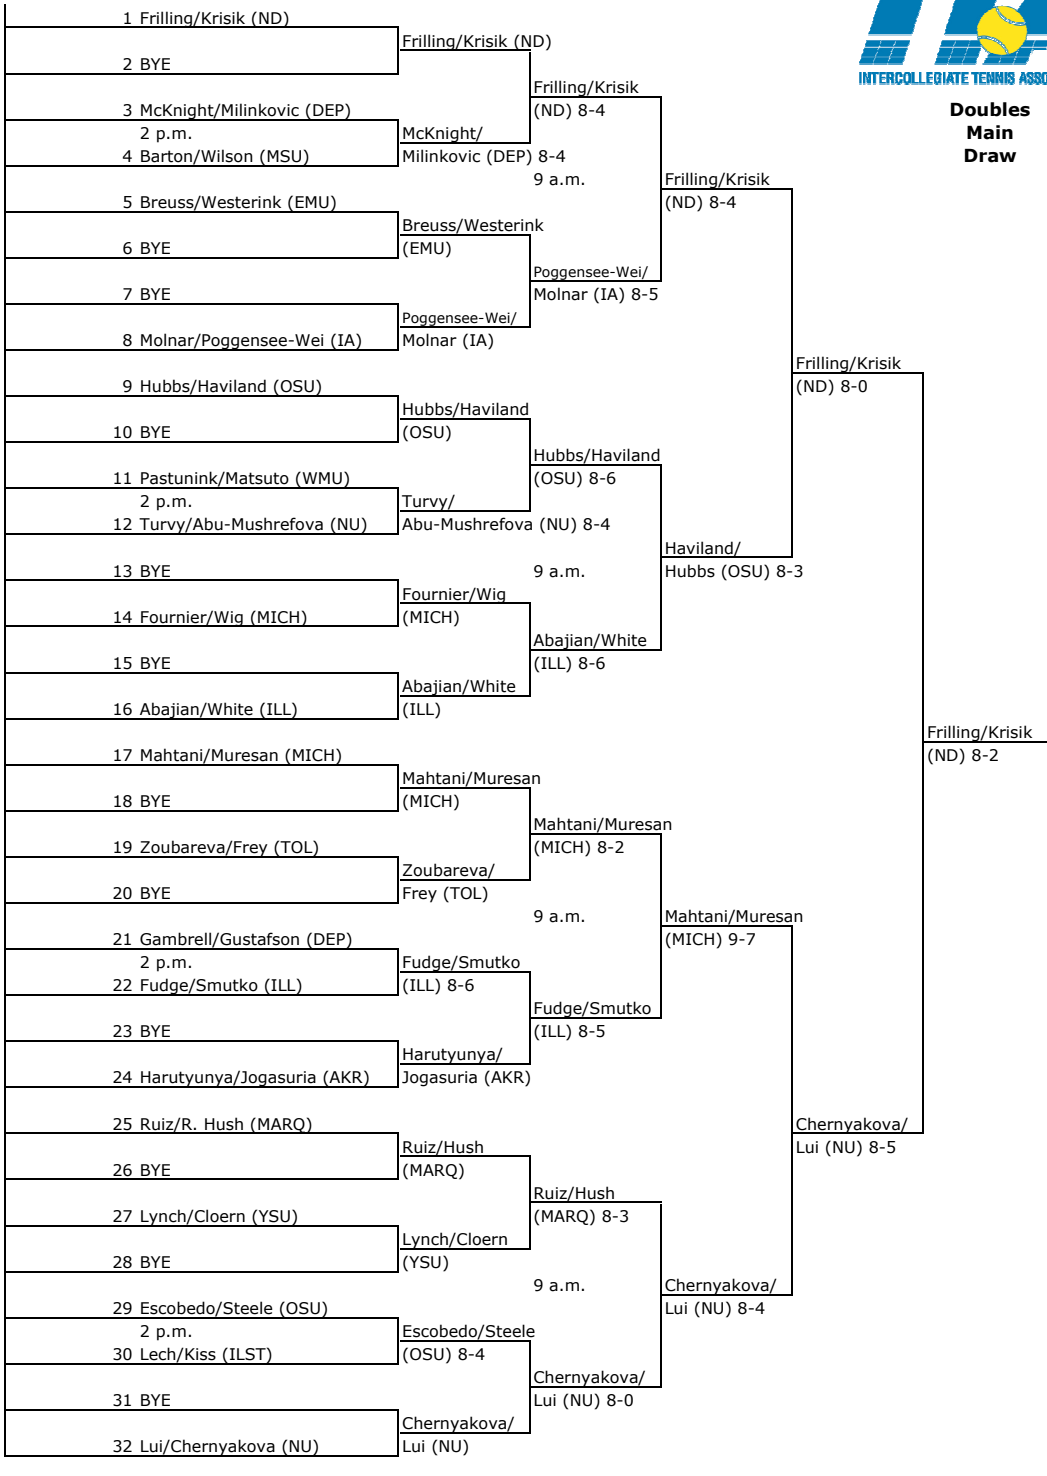 INTERCOLLEGIATE TENNIS ASSO
Doubles
Main
Draw
1 Frilling/Krisik (ND)
2 BYE
3 McKnight/Milinkovic (DEP)
2 p.m.
4 Barton/Wilson (MSU)
5 Breuss/Westerink (EMU)
6 BYE
7 BYE
8 Molnar/Poggensee-Wei (IA)
9 Hubbs/Haviland (OSU)
10 BYE
11 Pastunink/Matsuto (WMU)
2 p.m.
12 Turvy/Abu-Mushrefova (NU)
13 BYE
14 Fournier/Wig (MICH)
15 BYE
16 Abajian/White (ILL)
17 Mahtani/Muresan (MICH)
18 BYE
19 Zoubareva/Frey (TOL)
20 BYE
21 Gambrell/Gustafson (DEP)
2 p.m.
22 Fudge/Smutko (ILL)
23 BYE
24 Harutyunya/Jogasuria (AKR)
25 Ruiz/R. Hush (MARQ)
26 BYE
27 Lynch/Cloern (YSU)
28 BYE
29 Escobedo/Steele (OSU)
2 p.m.
30 Lech/Kiss (ILST)
31 BYE
32 Lui/Chernyakova (NU)
Frilling/Krisik (ND)
McKnight/
Milinkovic (DEP) 8-4
Breuss/Westerink
(EMU)
Poggensee-Wei/
Molnar (IA)
Hubbs/Haviland
(OSU)
Turvy/
Abu-Mushrefova (NU) 8-4
Fournier/Wig
(MICH)
Abajian/White
(ILL)
Mahtani/Muresan
(MICH)
Zoubareva/
Frey (TOL)
Fudge/Smutko
(ILL) 8-6
Harutyunya/
Jogasuria (AKR)
Ruiz/Hush
(MARQ)
Lynch/Cloern
(YSU)
Escobedo/Steele
(OSU) 8-4
Chernyakova/
Lui (NU)
Frilling/Krisik
(ND) 8-4
9 a.m.
Poggensee-Wei/
Molnar (IA) 8-5
Hubbs/Haviland
(OSU) 8-6
9 a.m.
Abajian/White
(ILL) 8-6
Mahtani/Muresan
(MICH) 8-2
9 a.m.
Fudge/Smutko
(ILL) 8-5
Ruiz/Hush
(MARQ) 8-3
9 a.m.
Chernyakova/
Lui (NU) 8-0
Frilling/Krisik
(ND) 8-4
Haviland/
Hubbs (OSU) 8-3
Mahtani/Muresan
(MICH) 9-7
Chernyakova/
Lui (NU) 8-4
Frilling/Krisik
(ND) 8-0
Chernyakova/
Lui (NU) 8-5
Frilling/Krisik
(ND) 8-2